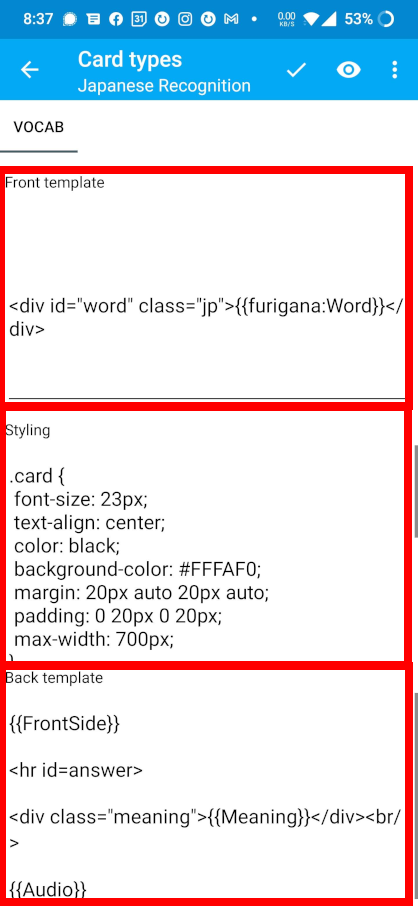 8:37
31
0.00
KB/S
53%
Card types
Japanese Recognition
VOCAB
Front template
<div id="word" class="jp">{{furigana:Word}}</
div>
Styling
.card {
font-size: 23px;
text-align: center;
color: black;
background-color: #FFFAF0;
margin: 20px auto 20px auto;
padding: 0 20px 0 20px;
max-width: 700px;
}
Back template
{{FrontSide}}
<hr id=answer>
<div class="meaning">{{Meaning}}</div><br/
>
{{Audio}}